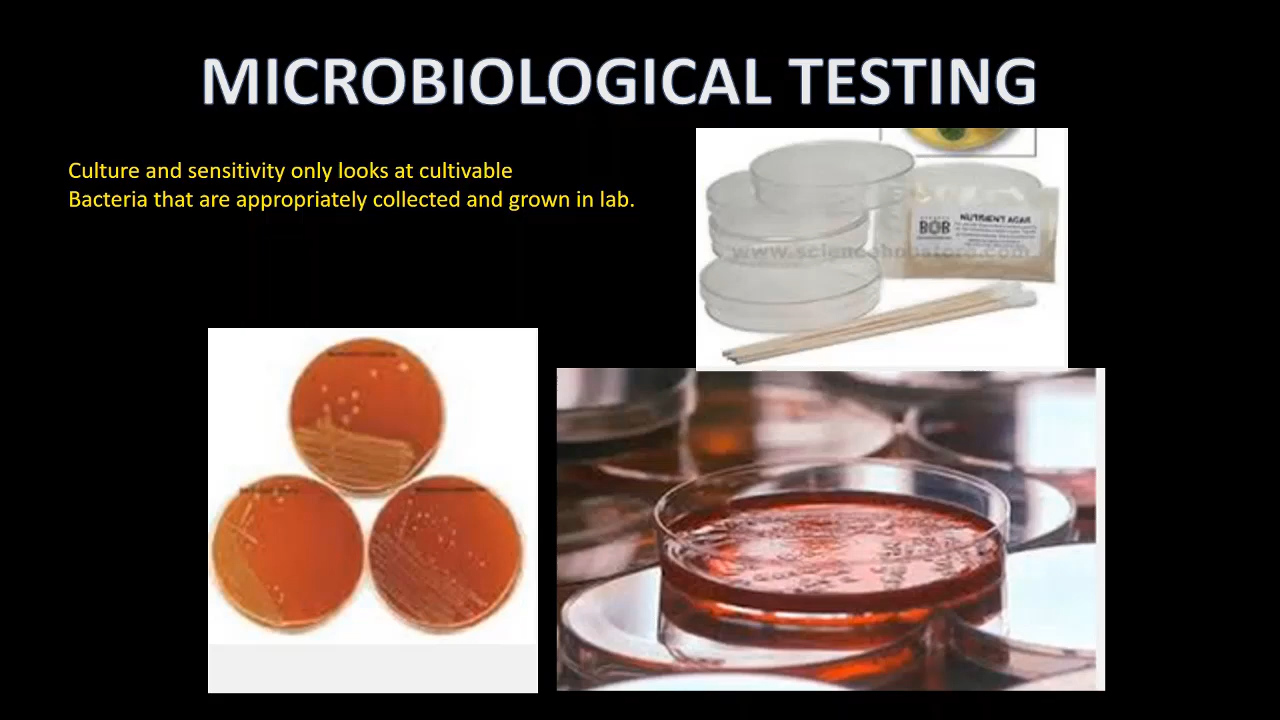 MICROBIOLOGICAL TESTING
Culture and sensitivity only looks at cultivable
Bacteria that are appropriately collected and grown in lab.
BOB
NUTRIENT AGAR